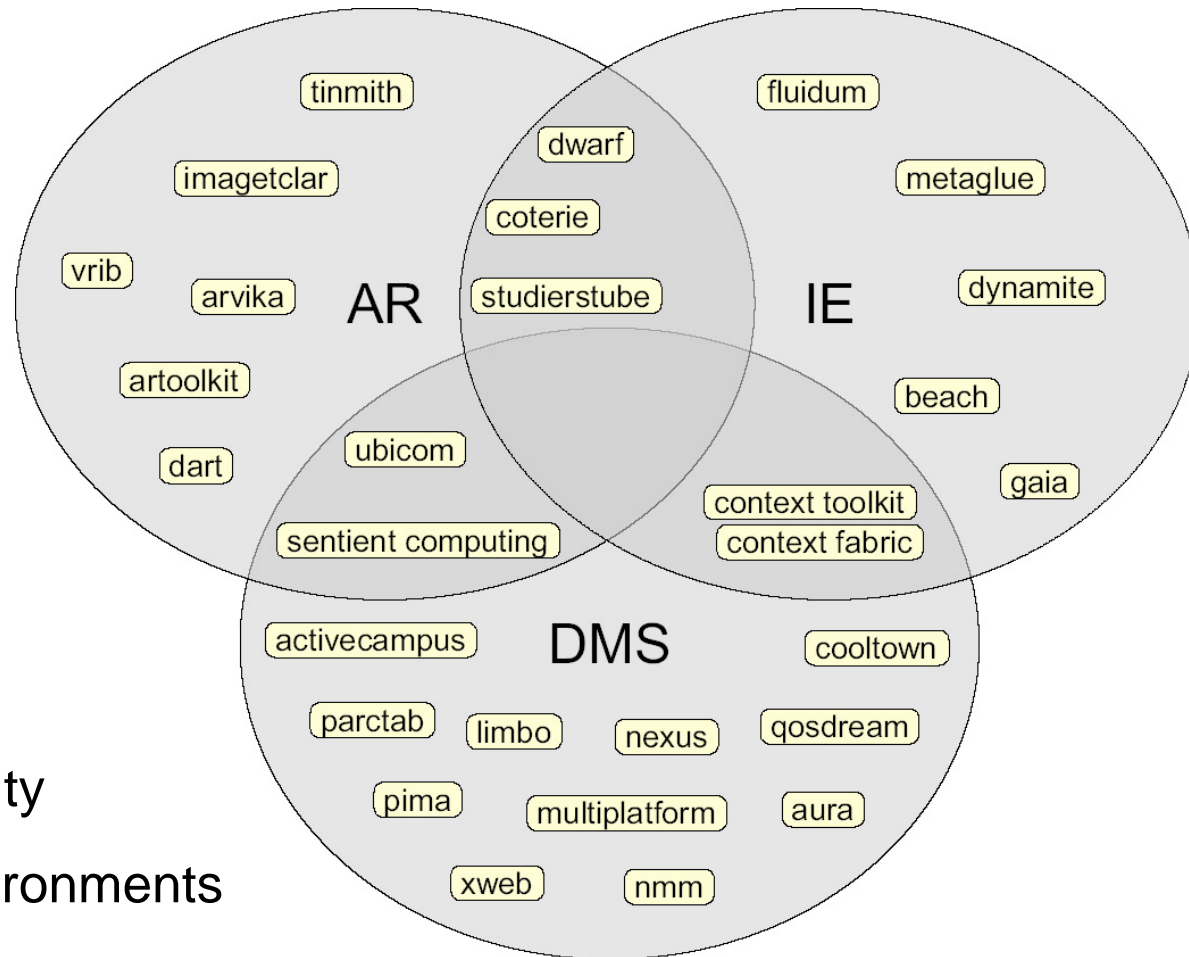 tinmith
fluidum
dwarf
imagetclar
metaglue
coterie
vrib
arvika
AR
studierstube
IE
dynamite
artoolkit
beach
dart
ubicom
gaia
context toolkit
sentient computing
context fabric
activecampus
DMS
cooltown
parctab
limbo
nexus
qosdream
ty
pima
multiplatform
aura
xweb
nmm
ronments